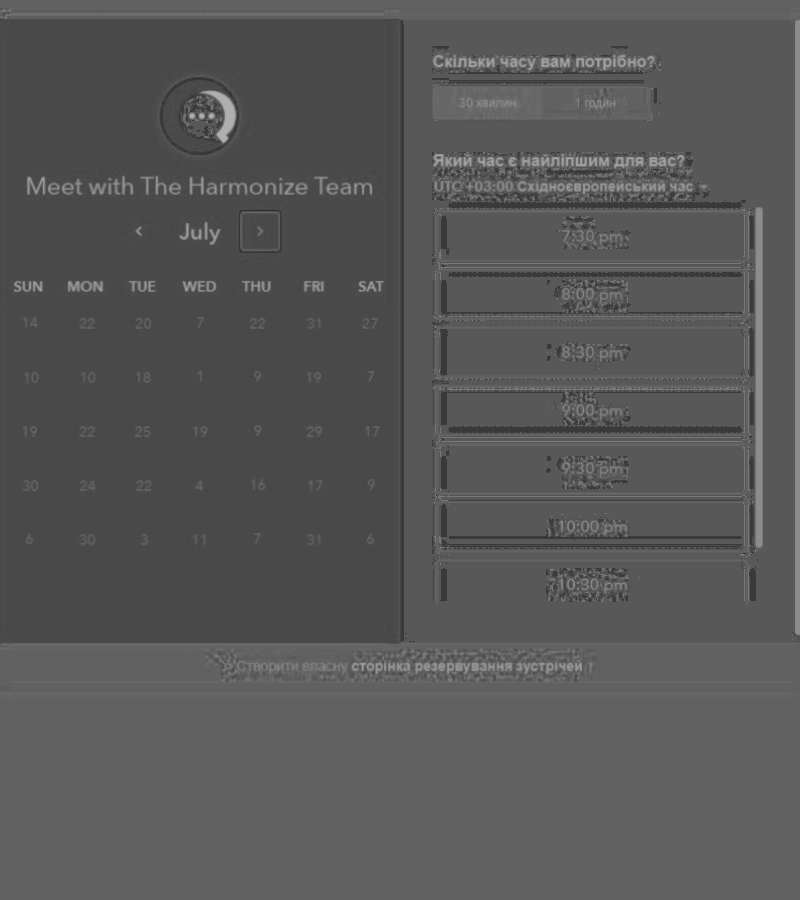 Meet with The Harmonize Team
July
SUN MON TUE WED THU FRI SAT
14 22 20 7 22 31 27
10 10 18 1 9 19 7
19 22 25 19 9 29 17
30 24 22 4 16 17 9
6 30 3 11 7 31 6
Скільки часу вам потрібно?
30 хвилин 1 годин
Який час є найліпшим для вас?
UTC +03:00 Східноєвропейський час
7:30 pm
8:00 pm
8:30 pm
9:00 pm
9:30 pm
10:00 pm
10:30 pm
Створити власну сторінка резервування зустрічей